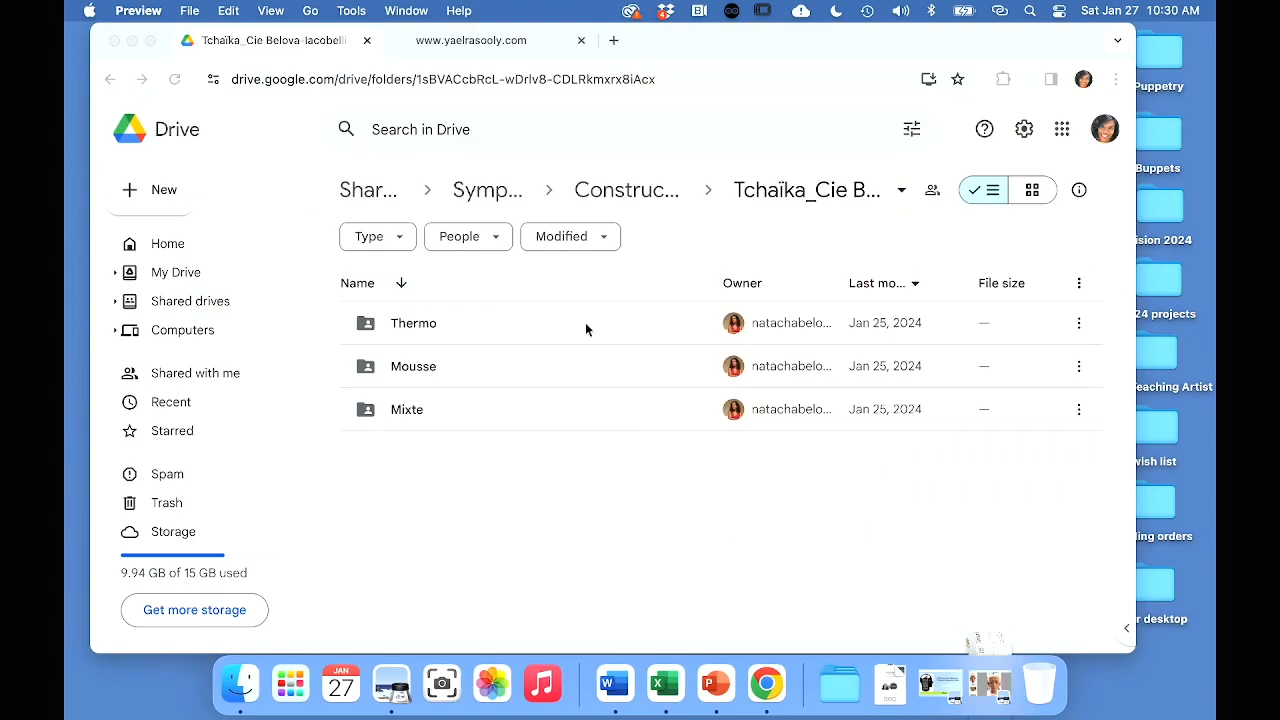 Preview File Edit View Go Tools Window Help Sat Jan 27 10:30 AM
Tchaïka_Cie Belova-Iacobelli www.yaelrasooly.com
drive.google.com/drive/folders/1sBVACcbRcL-wDrlv8-CDLRkmxrx8iAcx
Drive
Search in Drive
New
Shar... > Symp... > Construc... > Tchaïka_Cie B...
Type People Modified
Name Owner Last mo... File size
Thermo natachabelo... Jan 25, 2024 —
Mousse natachabelo... Jan 25, 2024 —
Mixte natachabelo... Jan 25, 2024 —
Home
My Drive
Shared drives
Computers
Shared with me
Recent
Starred
Spam
Trash
Storage
9.94 GB of 15 GB used
Get more storage
Puppetry
Buppets
ision 2024
24 projects
eaching Artist
wish list
ling orders
r desktop
JAN
27
W
X
P
DOC